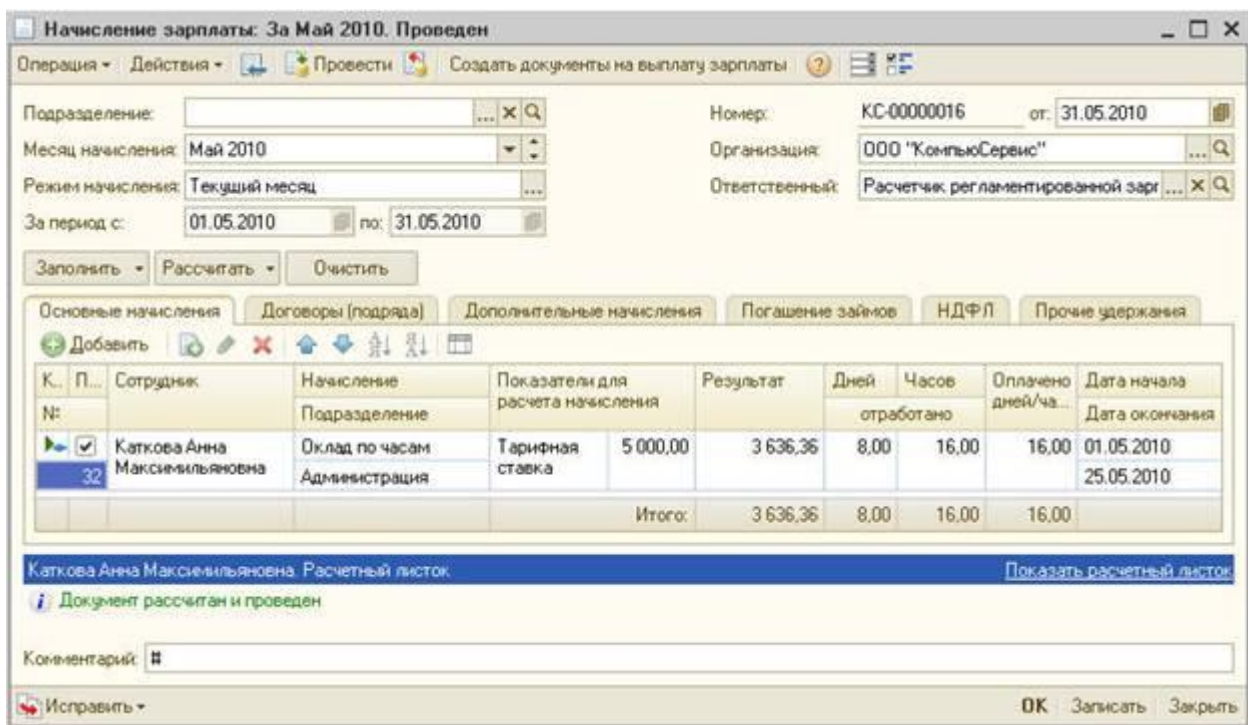 Начисление зарплаты: За Май 2010. Проведен
Операция Действия Провести Создать документы на выплату зарплаты
Подразделение: ... Номер: КС-00000016 от: 31.05.2010
Месяц начисления: Май 2010 Организация: ООО "КомпьюСервис" ...
Режим начисления: Текущий месяц ... Ответственный: Расчетчик регламентированной зарг ...
За период с: 01.05.2010 по: 31.05.2010
Заполнить Рассчитать Очистить
Основные начисления Договоры (подряда) Дополнительные начисления Погашение займов НДФЛ Прочие удержания
Добавить
К... П... Сотрудник Начисление Показатели для Результат Дней Часов Оплачено Дата начала
расчета начисления дней/ча...
№ Подразделение отработано Дата окончания
Каткова Анна Оклад по часам Тарифная 5 000,00 3 636,36 8,00 16,00 16,00 01.05.2010
32 Максимильяновна Администрация ставка 25.05.2010
Итого: 3 636,36 8,00 16,00 16,00
Каткова Анна Максимильяновна. Расчетный листок Показать расчетный листок
Документ рассчитан и проведен
Комментарий: #
Исправить OK Записать Закрыть